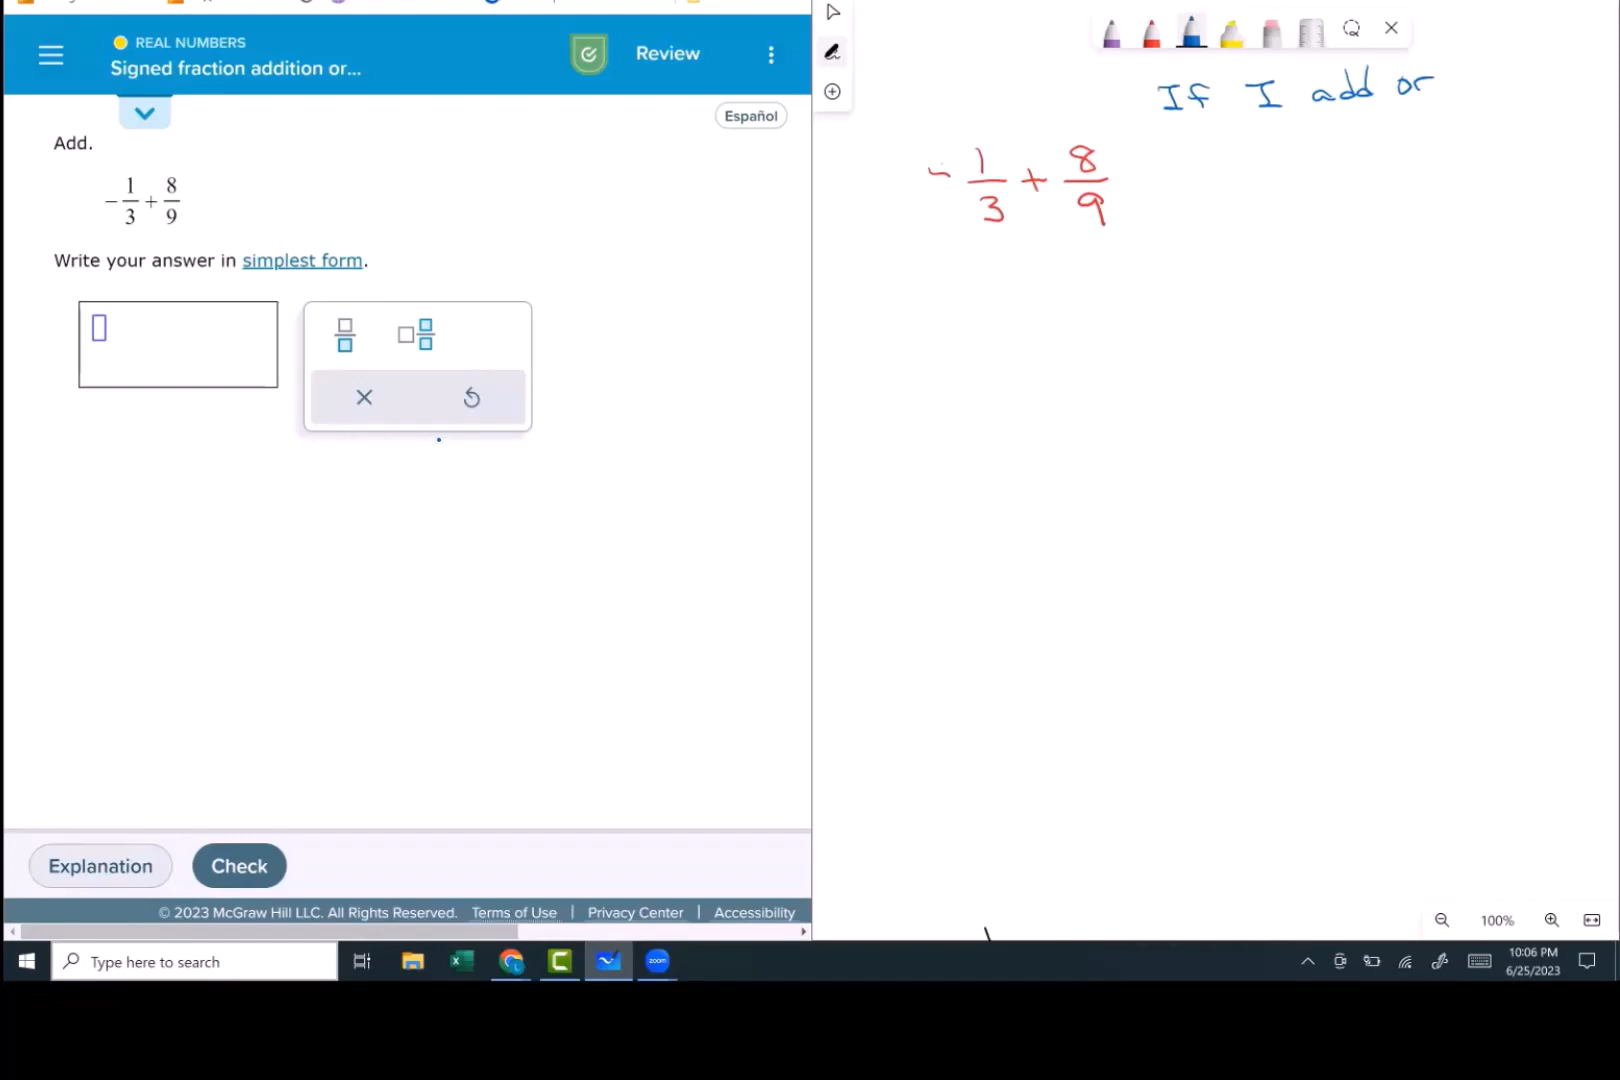 REAL NUMBERS
Signed fraction addition or...
Review
Español
Add.
- 1/3 + 8/9
Write your answer in simplest form.
Explanation
Check
© 2023 McGraw Hill LLC. All Rights Reserved. Terms of Use | Privacy Center | Accessibility
If I add or
- 1/3 + 8/9
100%
Type here to search
zoom
10:06 PM
6/25/2023